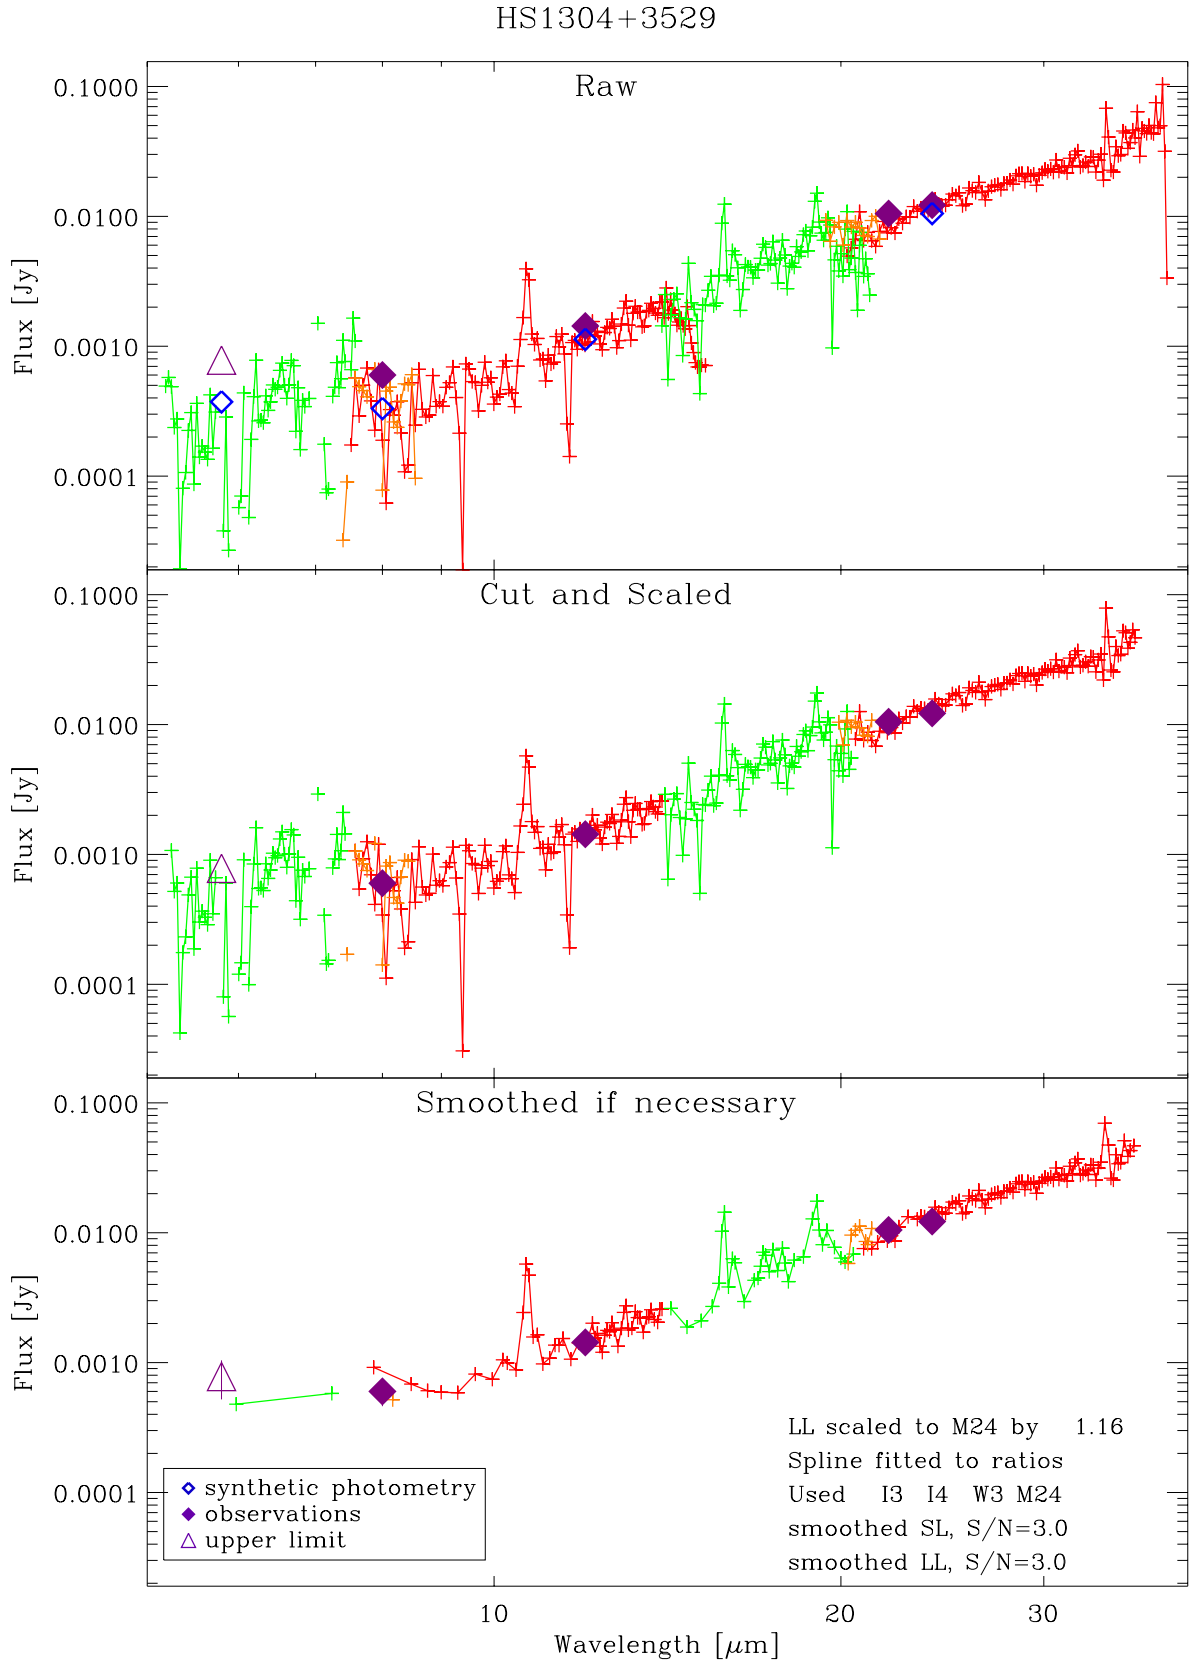 HS1304+3529
Raw
0.1000
0.0100
0.0010
0.0001
Flux [Jy]
Cut and Scaled
0.1000
0.0100
0.0010
0.0001
Flux [Jy]
Smoothed if necessary
0.1000
0.0100
0.0010
0.0001
Flux [Jy]
LL scaled to M24 by 1.16
Spline fitted to ratios
Used I3 I4 W3 M24
smoothed SL, S/N=3.0
smoothed LL, S/N=3.0
synthetic photometry
observations
upper limit
10 20 30
Wavelength [μm]